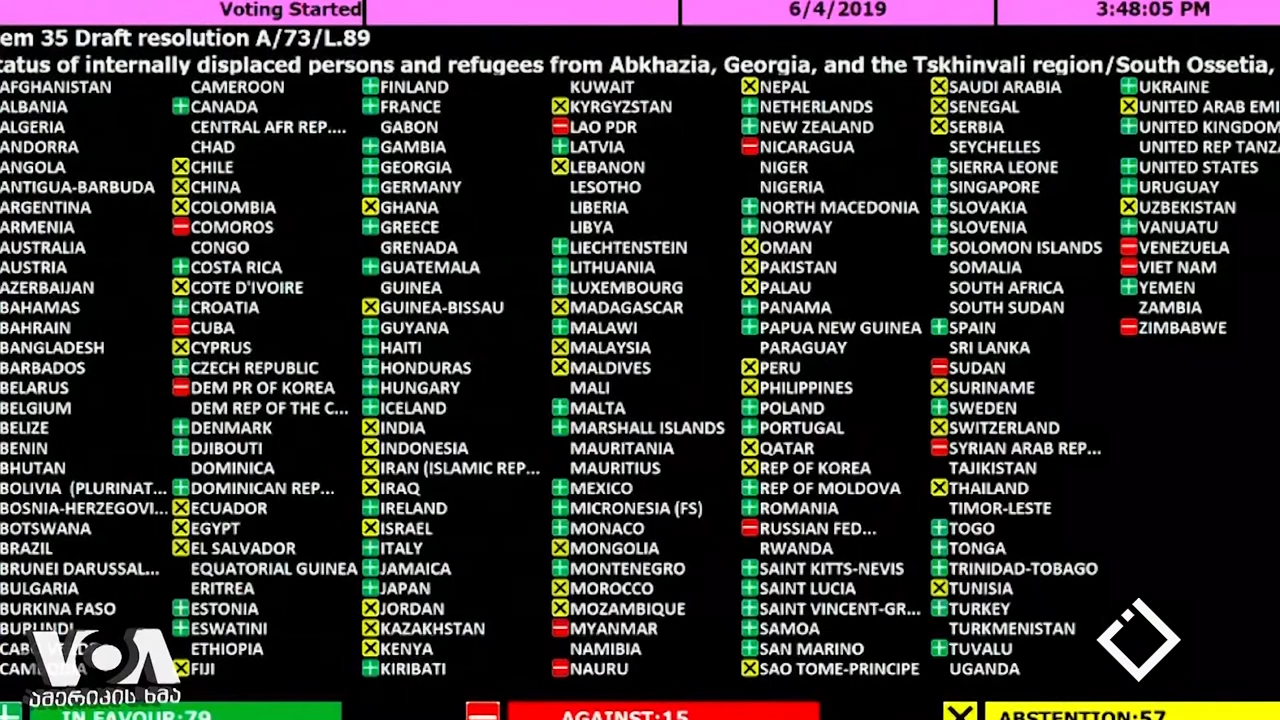 Voting Started 6/4/2019 3:48:05 PM
em 35 Draft resolution A/73/L.89
tatus of internally displaced persons and refugees from Abkhazia, Georgia, and the Tskhinvali region/South Ossetia,
AFGHANISTAN CAMEROON FINLAND KUWAIT NEPAL SAUDI ARABIA UKRAINE
ALBANIA CANADA FRANCE KYRGYZSTAN NETHERLANDS SENEGAL UNITED ARAB EMI
ALGERIA CENTRAL AFR REP.... GABON LAO PDR NEW ZEALAND SERBIA UNITED KINGDOM
ANDORRA CHAD GAMBIA LATVIA NICARAGUA SEYCHELLES UNITED REP TANZA
ANGOLA CHILE GEORGIA LEBANON NIGER SIERRA LEONE UNITED STATES
ANTIGUA-BARBUDA CHINA GERMANY LESOTHO NIGERIA SINGAPORE URUGUAY
ARGENTINA COLOMBIA GHANA LIBERIA NORTH MACEDONIA SLOVAKIA UZBEKISTAN
ARMENIA COMOROS GREECE LIBYA NORWAY SLOVENIA VANUATU
AUSTRALIA CONGO GRENADA LIECHTENSTEIN OMAN SOLOMON ISLANDS VENEZUELA
AUSTRIA COSTA RICA GUATEMALA LITHUANIA PAKISTAN SOMALIA VIET NAM
AZERBAIJAN COTE D'IVOIRE GUINEA LUXEMBOURG PALAU SOUTH AFRICA YEMEN
BAHAMAS CROATIA GUINEA-BISSAU MADAGASCAR PANAMA SOUTH SUDAN ZAMBIA
BAHRAIN CUBA GUYANA MALAWI PAPUA NEW GUINEA SPAIN ZIMBABWE
BANGLADESH CYPRUS HAITI MALAYSIA PARAGUAY SRI LANKA
BARBADOS CZECH REPUBLIC HONDURAS MALDIVES PERU SUDAN
BELARUS DEM PR OF KOREA HUNGARY MALI PHILIPPINES SURINAME
BELGIUM DEM REP OF THE C... ICELAND MALTA POLAND SWEDEN
BELIZE DENMARK INDIA MARSHALL ISLANDS PORTUGAL SWITZERLAND
BENIN DJIBOUTI INDONESIA MAURITANIA QATAR SYRIAN ARAB REP...
BHUTAN DOMINICA IRAN (ISLAMIC REP... MAURITIUS REP OF KOREA TAJIKISTAN
BOLIVIA (PLURINAT... DOMINICAN REP... IRAQ MEXICO REP OF MOLDOVA THAILAND
BOSNIA-HERZEGOVI... ECUADOR IRELAND MICRONESIA (FS) ROMANIA TIMOR-LESTE
BOTSWANA EGYPT ISRAEL MONACO RUSSIAN FED... TOGO
BRAZIL EL SALVADOR ITALY MONGOLIA RWANDA TONGA
BRUNEI DARUSSAL... EQUATORIAL GUINEA JAMAICA MONTENEGRO SAINT KITTS-NEVIS TRINIDAD-TOBAGO
BULGARIA ERITREA JAPAN MOROCCO SAINT LUCIA TUNISIA
BURKINA FASO ESTONIA JORDAN MOZAMBIQUE SAINT VINCENT-GR... TURKEY
BURUNDI ESWATINI KAZAKHSTAN MYANMAR SAMOA TURKMENISTAN
ETHIOPIA KENYA NAMIBIA SAN MARINO TUVALU
FIJI KIRIBATI NAURU SAO TOME-PRINCIPE UGANDA
VOA
ამერიკის ხმა
IN FAVOUR:79 AGAINST:15 ABSTENTION:57